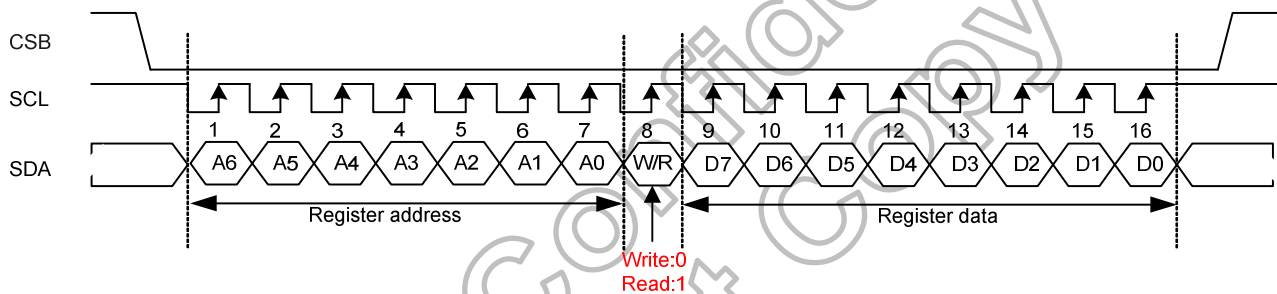 CSB
SCL
1 2 3 4 5 6 7 8 9 10 11 12 13 14 15 16
SDA A6 A5 A4 A3 A2 A1 A0 W/R D7 D6 D5 D4 D3 D2 D1 D0
Register address Register data
Write:0
Read:1